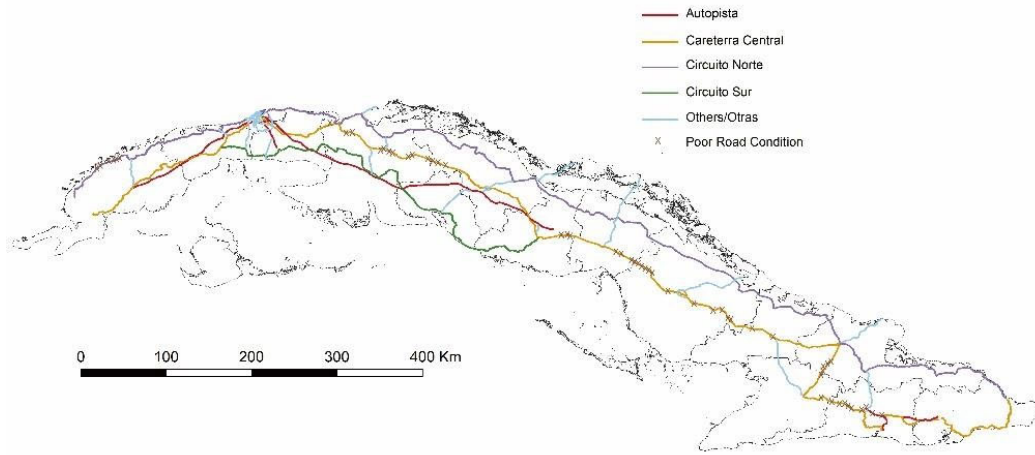 Autopista
Careterra Central
Circuito Norte
Circuito Sur
Others/Otras
Poor Road Condition
0 100 200 300 400 Km